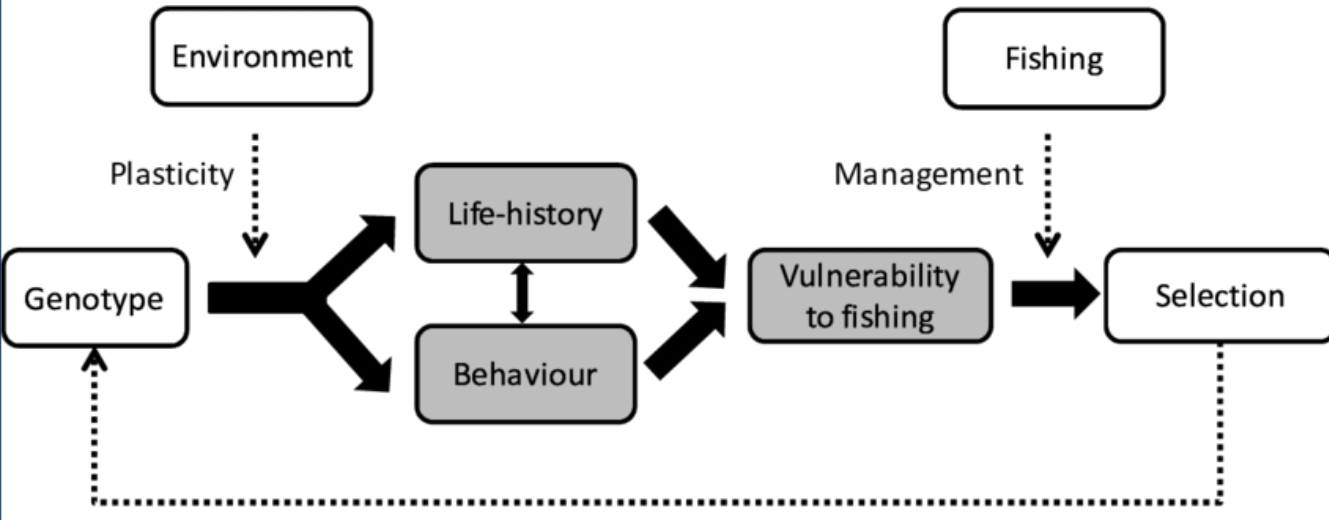 Environment
Fishing
Plasticity
Management
Life-history
Genotype
Vulnerability
to fishing
Selection
Behaviour